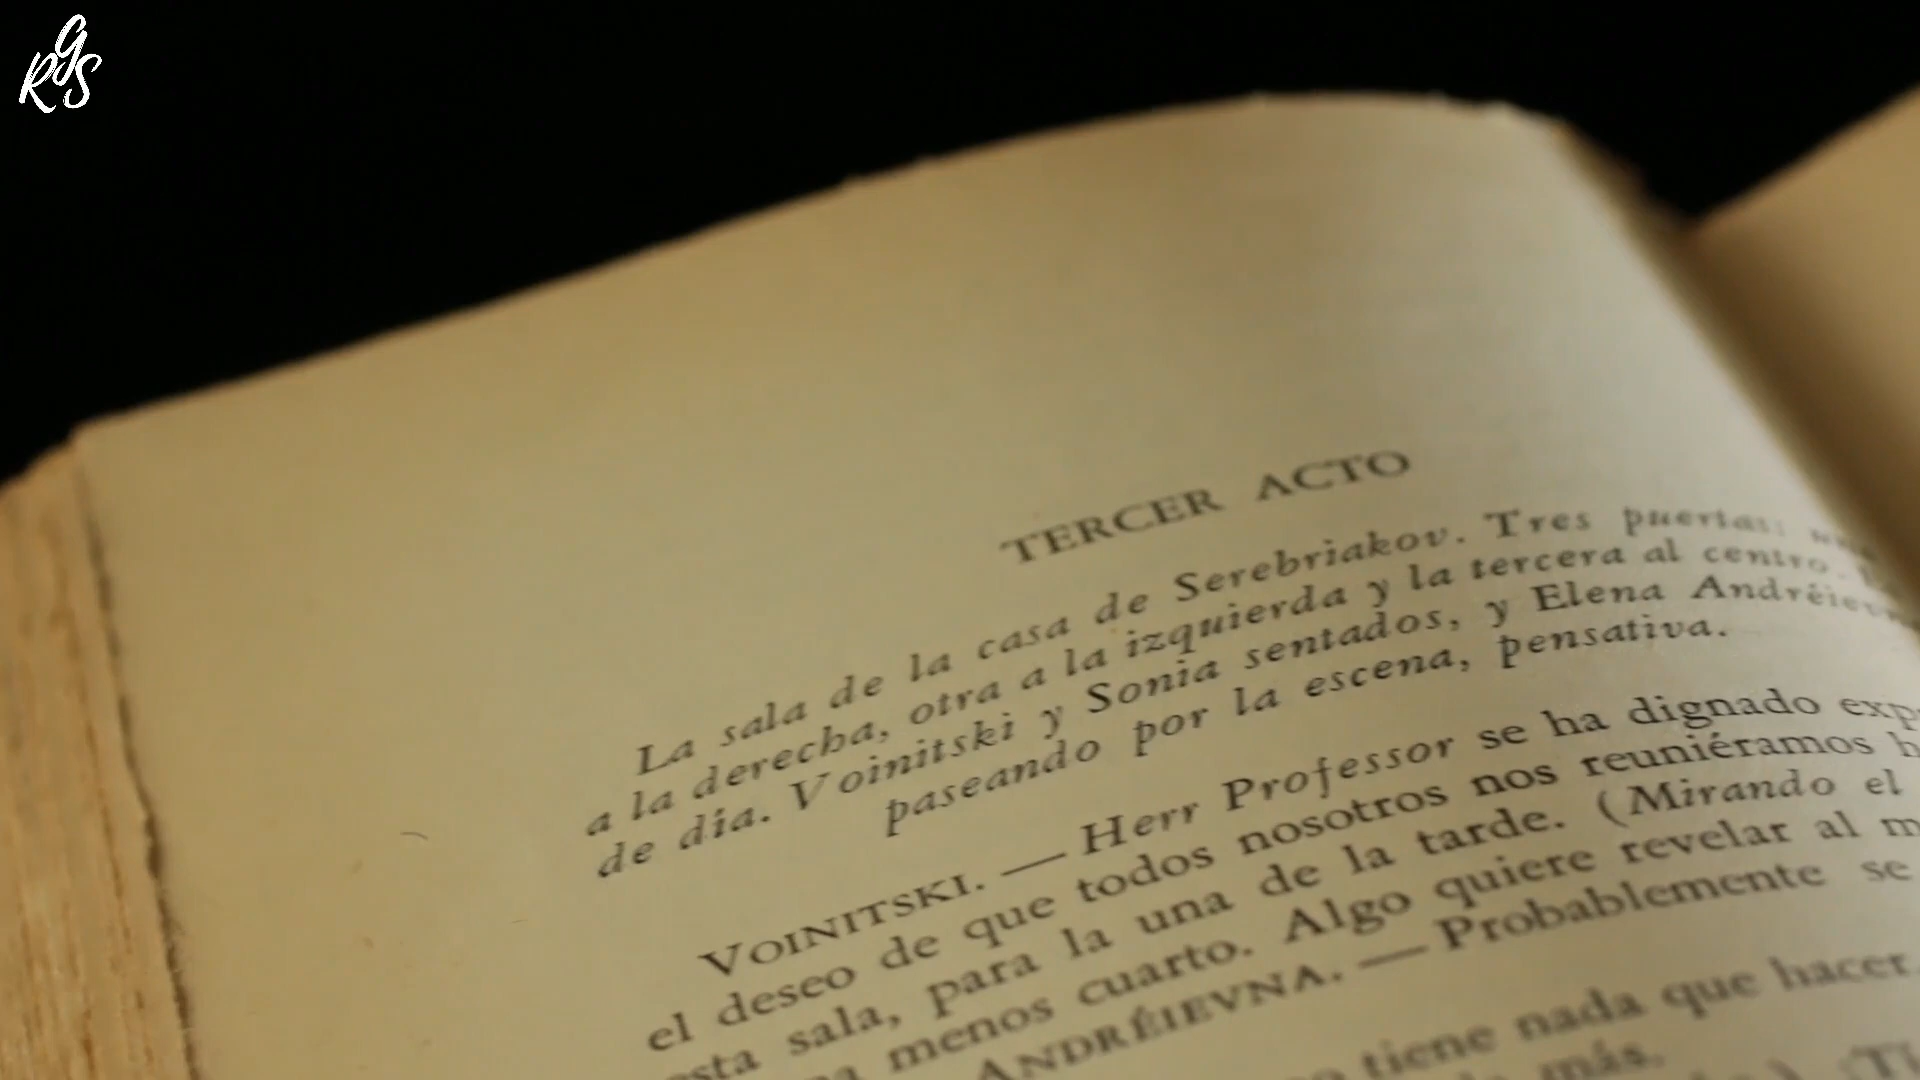 RGS
TERCER ACTO
La sala de la casa de Serebriakov. Tres puertas:
a la derecha, otra a la izquierda y la tercera al centro.
de día. Voinitski y Sonia sentados, y Elena
paseando por la escena, pensativa.
VOINITSKI. — Herr Professor se ha dignado
el deseo de que todos nosotros nos reuniéramos
sala, para la una de la tarde. (Mirando el
menos cuarto. Algo quiere revelar al
ANDRÉIEVNA. — Probablemente se
tiene nada que hacer.
más.